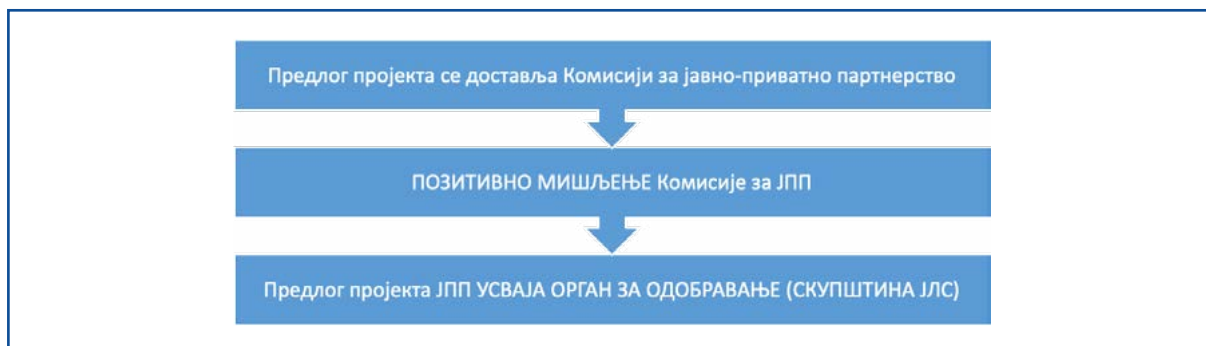 Предлог пројекта се доставља Комисији за јавно-приватно партнерство
ПОЗИТИВНО МИШЉЕЊЕ Комисије за ЈПП
Предлог пројекта ЈПП УСВАЈА ОРГАН ЗА ОДОБРАВАЊЕ (СКУПШТИНА ЈЛС)